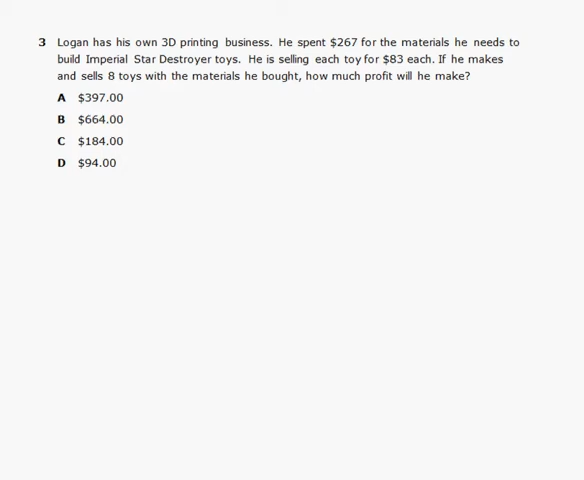 3 Logan has his own 3D printing business. He spent $267 for the materials he needs to
build Imperial Star Destroyer toys. He is selling each toy for $83 each. If he makes
and sells 8 toys with the materials he bought, how much profit will he make?
A $397.00
B $664.00
C $184.00
D $94.00